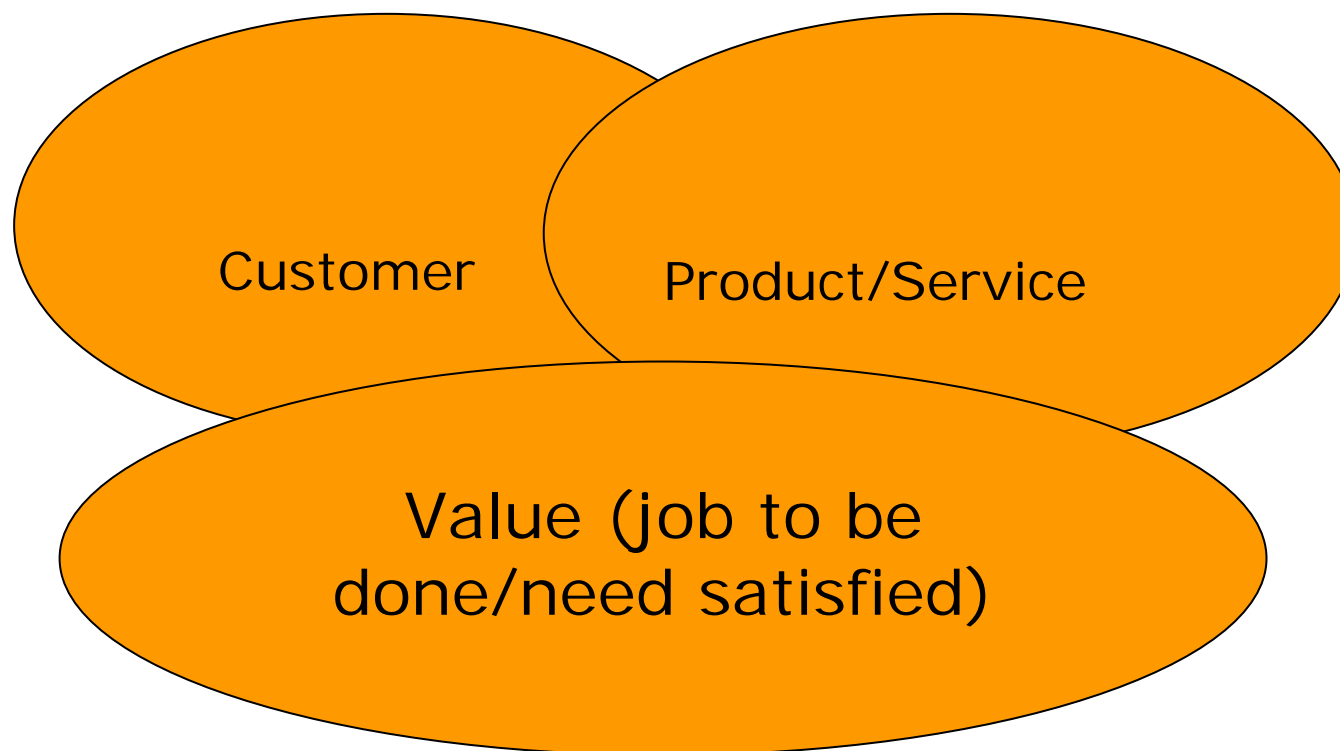 Customer
Product/Service
Value (job to be
done/need satisfied)